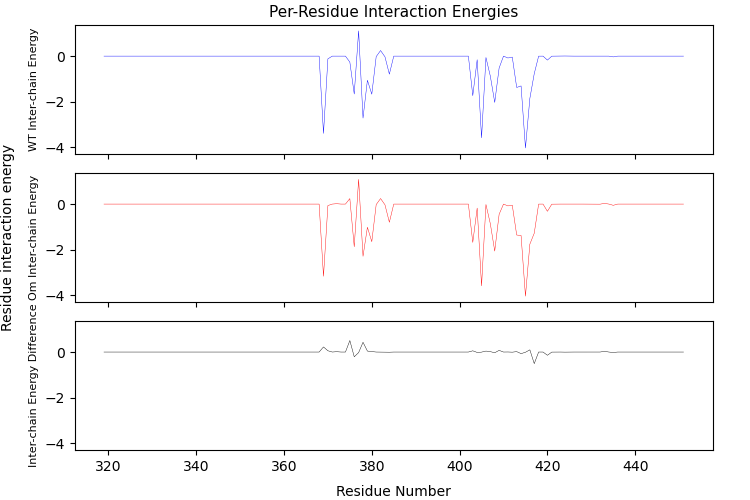 Per-Residue Interaction Energies
Residue interaction energy
WT Inter-chain Energy
0
−2
−4
Om Inter-chain Energy
0
−2
−4
Inter-chain Energy Difference
0
−2
−4
320 340 360 380 400 420 440
Residue Number